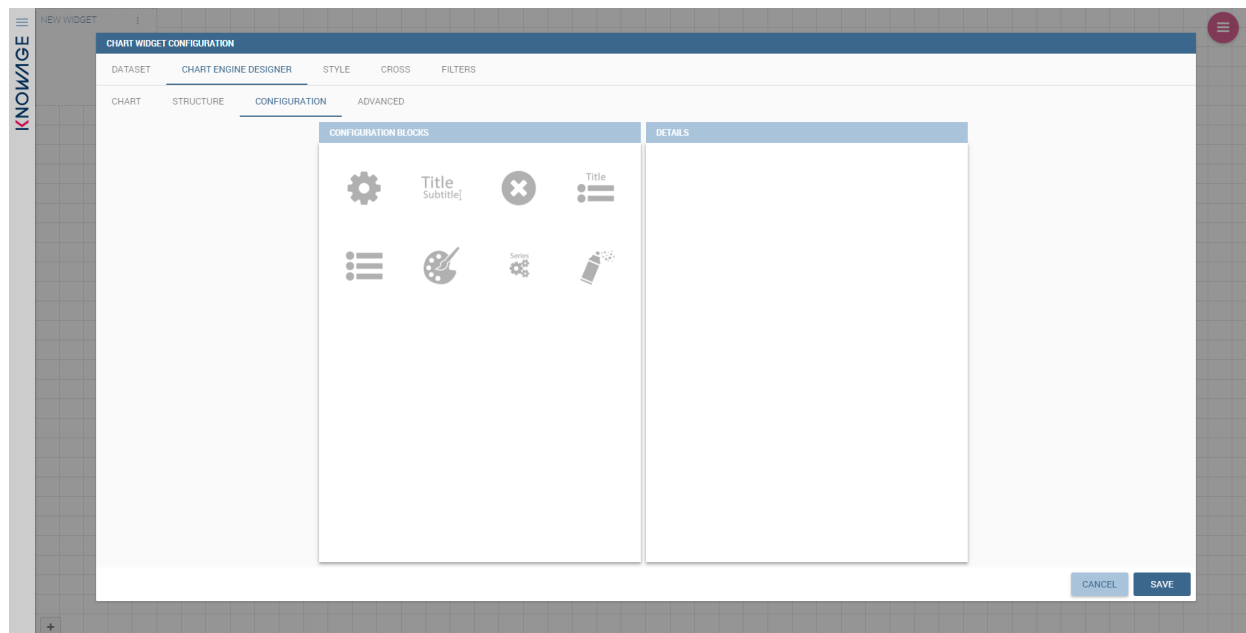 KNOWAGE
NEW WIDGET
CHART WIDGET CONFIGURATION
DATASET CHART ENGINE DESIGNER STYLE CROSS FILTERS
CHART STRUCTURE CONFIGURATION ADVANCED
CONFIGURATION BLOCKS DETAILS
Title
Subtitle
Title
Series
CANCEL SAVE
+